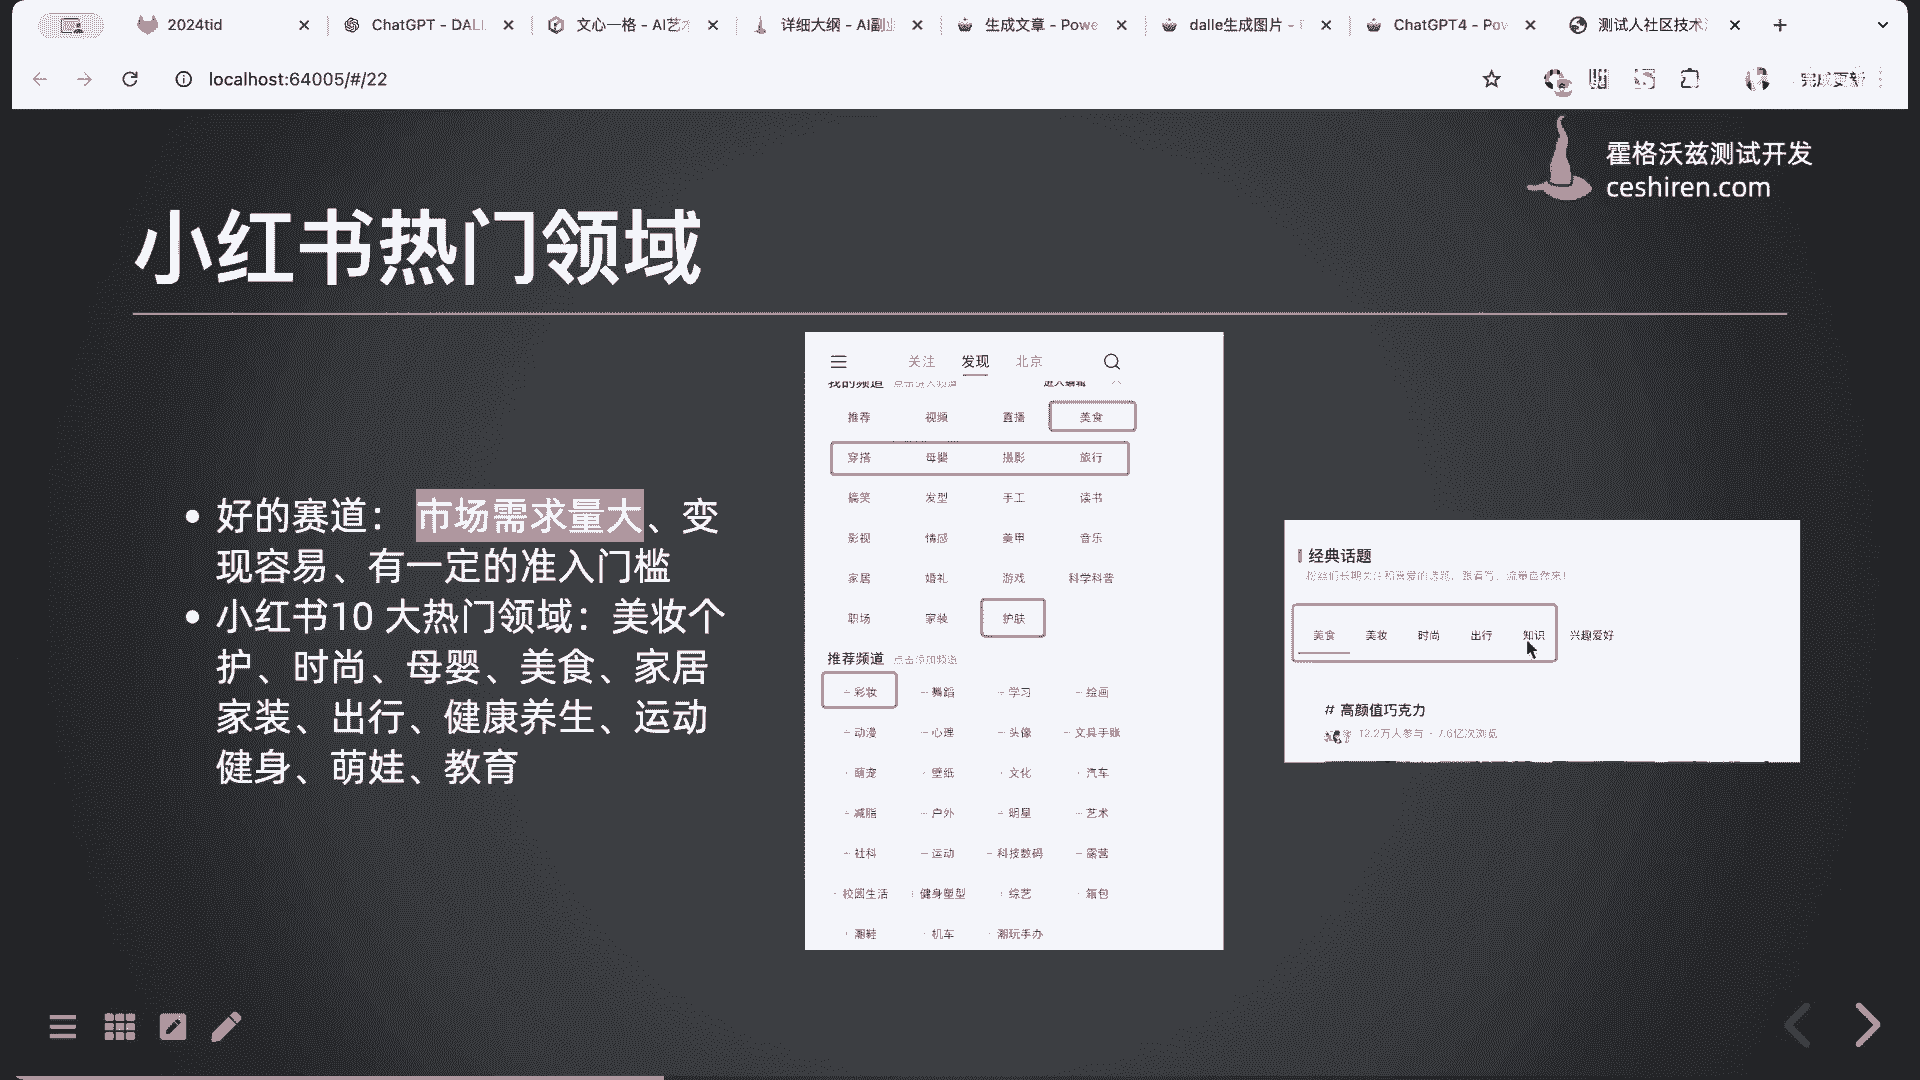 2024tid
ChatGPT - DALL
文心一格 - AI艺
详细大纲 - AI副
生成文章 - Powe
dalle生成图片 -
ChatGPT4 - Pow
测试人社区技术
localhost:64005/#/22
完成更新
霍格沃兹测试开发
ceshiren.com
小红书热门领域
好的赛道： 市场需求量大、变
现容易、有一定的准入门槛
小红书10 大热门领域：美妆个
护、时尚、母婴、美食、家居
家装、出行、健康养生、运动
健身、萌娃、教育
关注 发现 北京
我的频道 点击进入频道 进入编辑
推荐 视频 直播 美食
穿搭 母婴 摄影 旅行
搞笑 发型 手工 读书
影视 情感 美甲 音乐
家居 婚礼 游戏 科学科普
职场 家装 护肤
推荐频道 点击添加频道
彩妆 舞蹈 学习 绘画
动漫 心理 头像 文具手账
萌宠 壁纸 文化 汽车
减脂 户外 明星 艺术
社科 运动 科技数码 露营
校园生活 健身塑型 综艺 箱包
潮鞋 机车 潮玩手办
经典话题
美食 美妆 时尚 出行 知识 兴趣爱好
# 高颜值巧克力
12.2万人参与 · 7.6亿次浏览